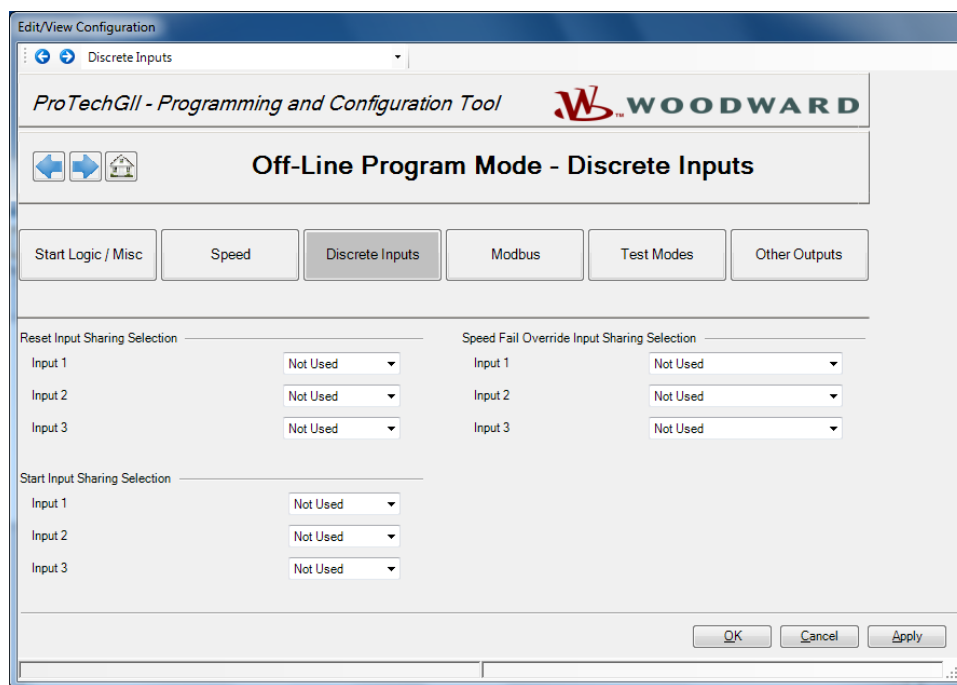 Edit/View Configuration
Discrete Inputs
ProTechGII - Programming and Configuration Tool
WOODWARD
Off-Line Program Mode - Discrete Inputs
Start Logic / Misc Speed Discrete Inputs Modbus Test Modes Other Outputs
Reset Input Sharing Selection
Input 1 Not Used
Input 2 Not Used
Input 3 Not Used
Speed Fail Override Input Sharing Selection
Input 1 Not Used
Input 2 Not Used
Input 3 Not Used
Start Input Sharing Selection
Input 1 Not Used
Input 2 Not Used
Input 3 Not Used
OK Cancel Apply